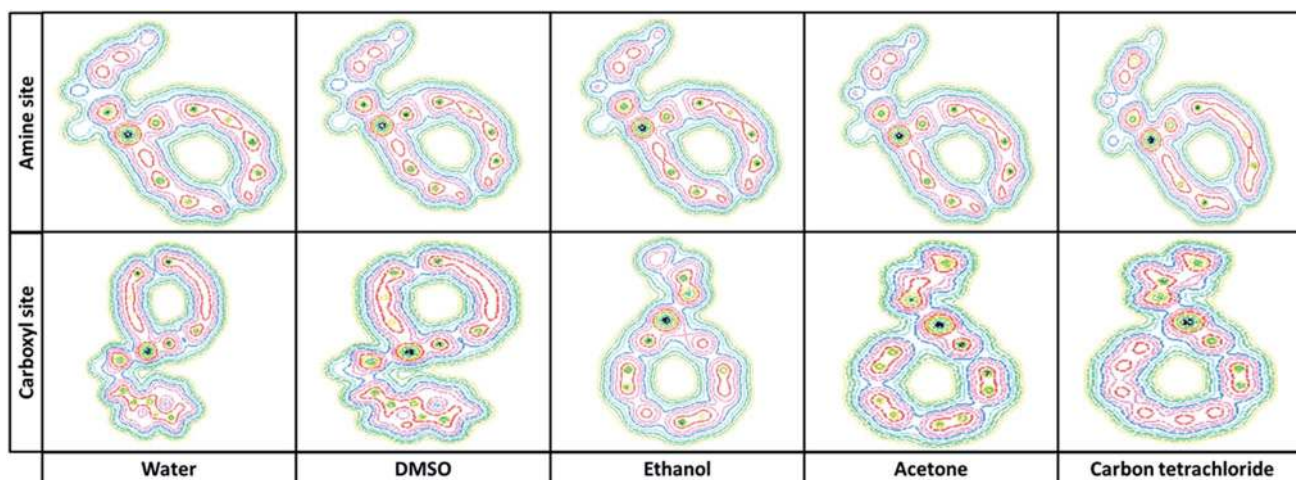 Amine site
Carboxyl site
Water
DMSO
Ethanol
Acetone
Carbon tetrachloride